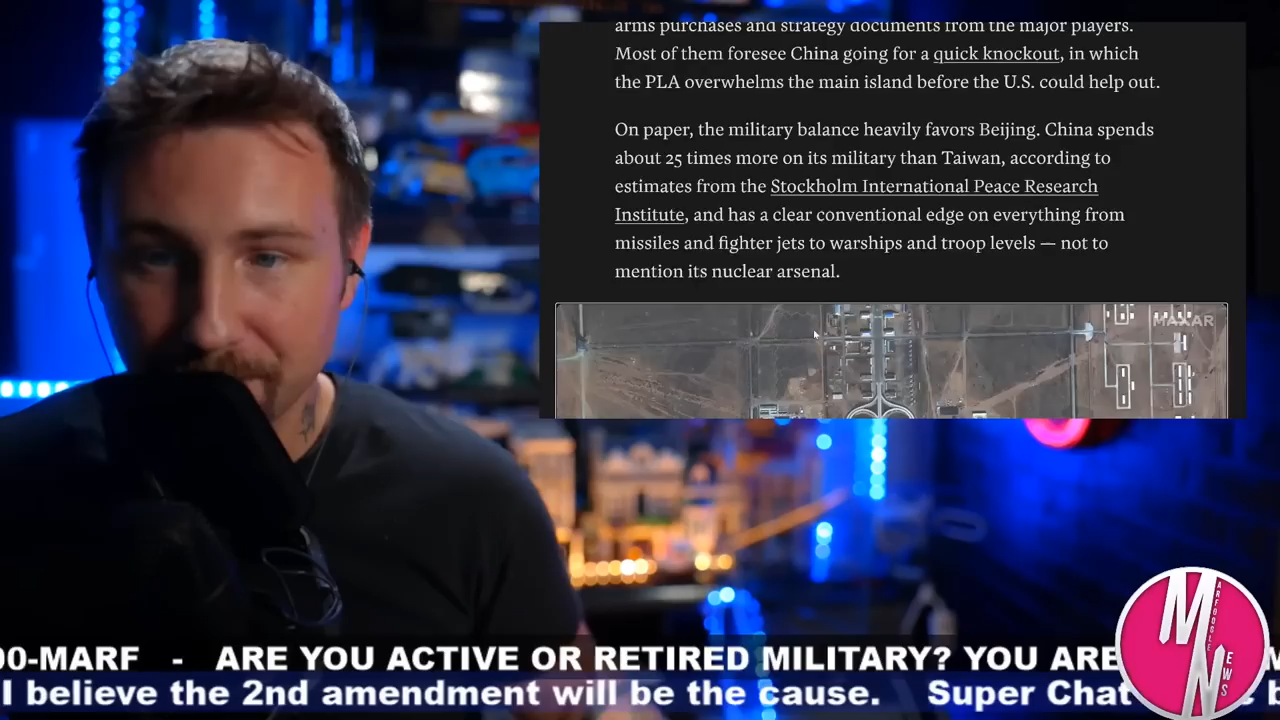 arms purchases and strategy documents from the major players.
Most of them foresee China going for a quick knockout, in which
the PLA overwhelms the main island before the U.S. could help out.
On paper, the military balance heavily favors Beijing. China spends
about 25 times more on its military than Taiwan, according to
estimates from the Stockholm International Peace Research
Institute, and has a clear conventional edge on everything from
missiles and fighter jets to warships and troop levels — not to
mention its nuclear arsenal.
MAXAR
MARFOOGLE
NEWS
00-MARF - ARE YOU ACTIVE OR RETIRED MILITARY? YOU ARE
I believe the 2nd amendment will be the cause. Super Chat